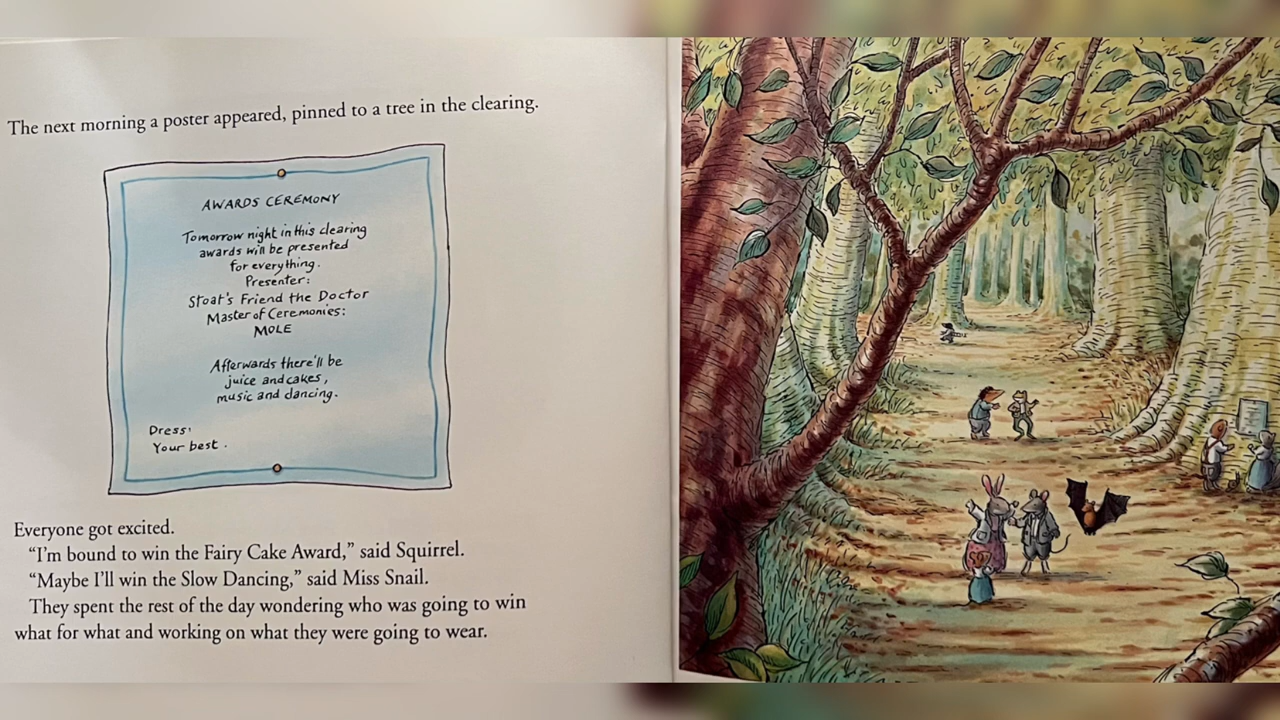 The next morning a poster appeared, pinned to a tree in the clearing.
AWARDS CEREMONY
Tomorrow night in this clearing
awards will be presented
for everything.
Presenter:
Stoat's Friend the Doctor
Master of Ceremonies:
MOLE
Afterwards there'll be
juice and cakes,
music and dancing.
Dress:
Your best.
Everyone got excited.
“I'm bound to win the Fairy Cake Award,” said Squirrel.
“Maybe I'll win the Slow Dancing,” said Miss Snail.
They spent the rest of the day wondering who was going to win
what for what and working on what they were going to wear.